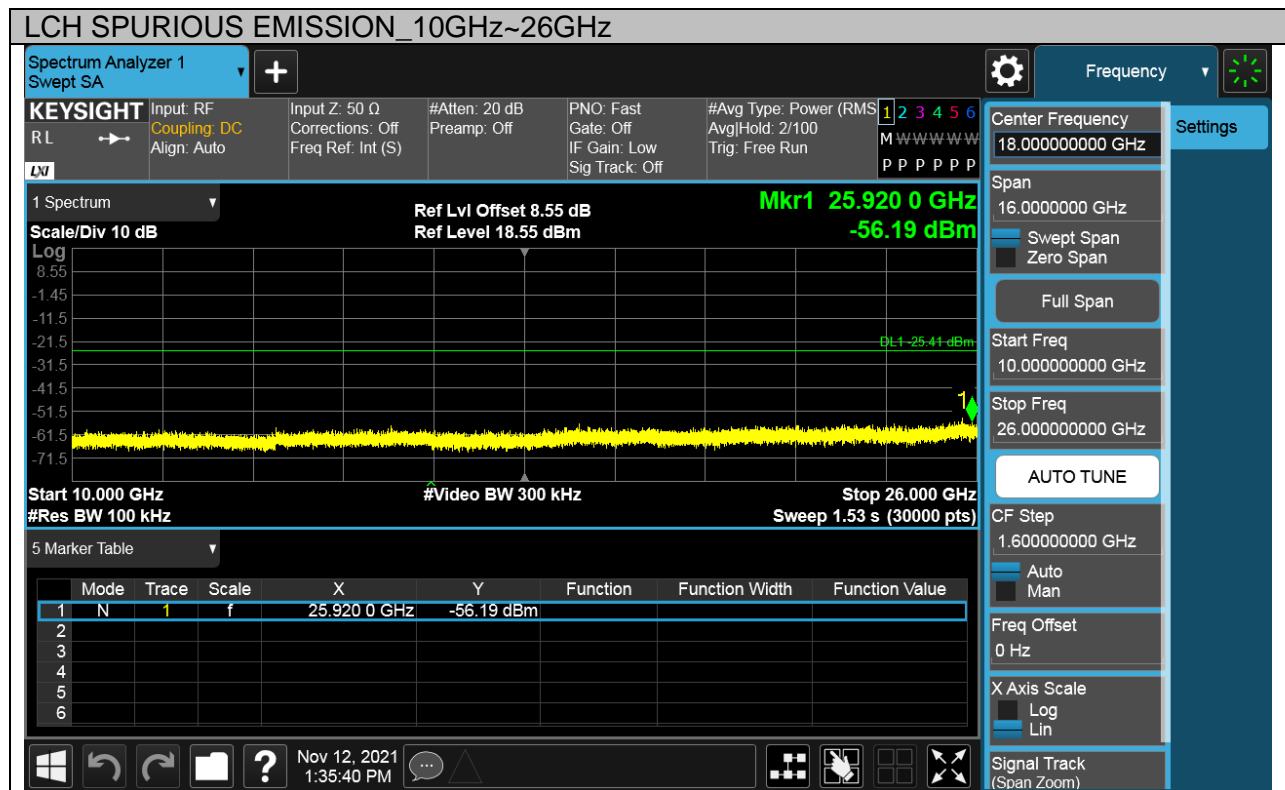 LCH SPURIOUS EMISSION_10GHz~26GHz
Spectrum Analyzer 1
Swept SA
+
Frequency
KEYSIGHT
RL
LXI
Input: RF
Coupling: DC
Align: Auto
Input Z: 50 Ω
Corrections: Off
Freq Ref: Int (S)
#Atten: 20 dB
Preamp: Off
PNO: Fast
Gate: Off
IF Gain: Low
Sig Track: Off
#Avg Type: Power (RMS
Avg|Hold: 2/100
Trig: Free Run
1 2 3 4 5 6
M W W W W W
P P P P P P
1 Spectrum
Scale/Div 10 dB
Ref Lvl Offset 8.55 dB
Ref Level 18.55 dBm
Mkr1 25.920 0 GHz
-56.19 dBm
Log
8.55
-1.45
-11.5
-21.5
DL1 -25.41 dBm
-31.5
-41.5
1
-51.5
-61.5
-71.5
Start 10.000 GHz
#Video BW 300 kHz
Stop 26.000 GHz
#Res BW 100 kHz
Sweep 1.53 s (30000 pts)
5 Marker Table
Mode Trace Scale X Y Function Function Width Function Value
1 N 1 f 25.920 0 GHz -56.19 dBm
2
3
4
5
6
?
Nov 12, 2021
1:35:40 PM
Center Frequency
18.000000000 GHz
Settings
Span
16.0000000 GHz
Swept Span
Zero Span
Full Span
Start Freq
10.000000000 GHz
Stop Freq
26.000000000 GHz
AUTO TUNE
CF Step
1.600000000 GHz
Auto
Man
Freq Offset
0 Hz
X Axis Scale
Log
Lin
Signal Track
(Span Zoom)